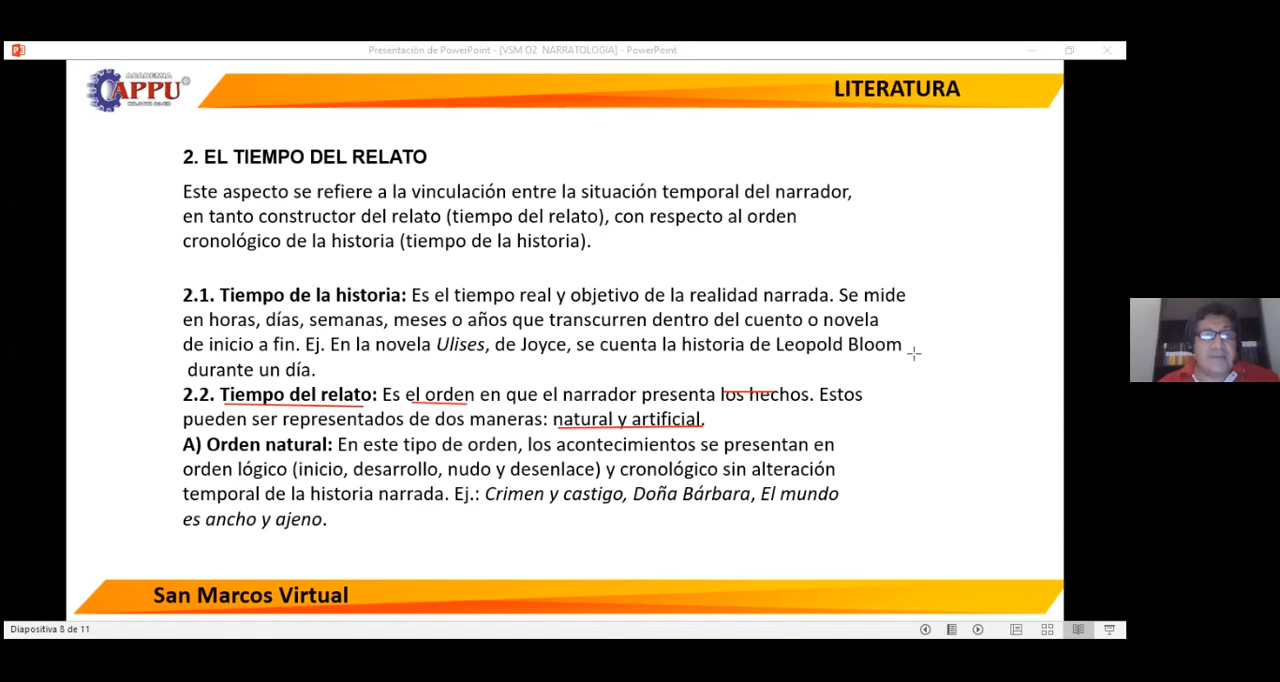 Presentación de PowerPoint - [VSM O2 NARRATOLOGIA] - PowerPoint
ACADEMIA
APPU
LITERATURA
2. EL TIEMPO DEL RELATO
Este aspecto se refiere a la vinculación entre la situación temporal del narrador,
en tanto constructor del relato (tiempo del relato), con respecto al orden
cronológico de la historia (tiempo de la historia).
2.1. Tiempo de la historia: Es el tiempo real y objetivo de la realidad narrada. Se mide
en horas, días, semanas, meses o años que transcurren dentro del cuento o novela
de inicio a fin. Ej. En la novela Ulises, de Joyce, se cuenta la historia de Leopold Bloom
durante un día.
2.2. Tiempo del relato: Es el orden en que el narrador presenta los hechos. Estos
pueden ser representados de dos maneras: natural y artificial.
A) Orden natural: En este tipo de orden, los acontecimientos se presentan en
orden lógico (inicio, desarrollo, nudo y desenlace) y cronológico sin alteración
temporal de la historia narrada. Ej.: Crimen y castigo, Doña Bárbara, El mundo
es ancho y ajeno.
San Marcos Virtual
Diapositiva 8 de 11